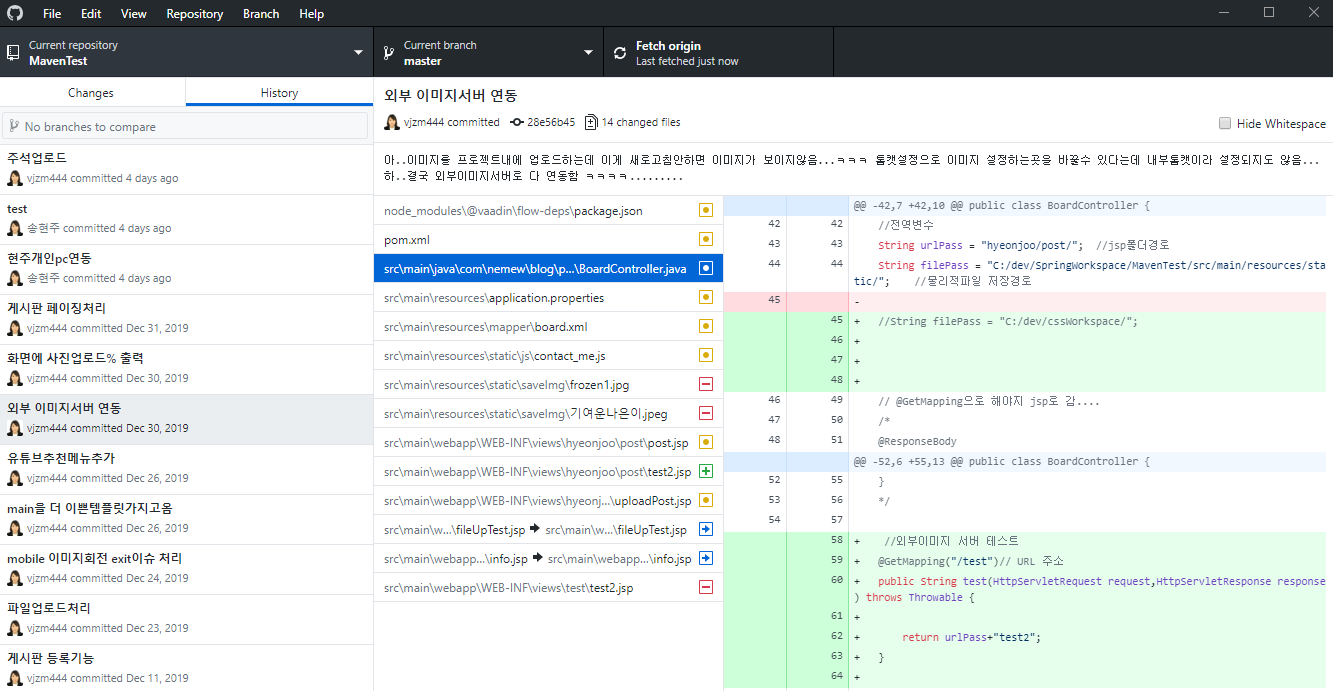 File Edit View Repository Branch Help
Current repository
MavenTest
Current branch
master
Fetch origin
Last fetched just now
Changes
History
No branches to compare
주석업로드
vjzm444 committed 4 days ago
test
송현주 committed 4 days ago
현주개인pc연동
송현주 committed 4 days ago
게시판 페이징처리
vjzm444 committed Dec 31, 2019
화면에 사진업로드% 출력
vjzm444 committed Dec 30, 2019
외부 이미지서버 연동
vjzm444 committed Dec 30, 2019
유튜브추천메뉴추가
vjzm444 committed Dec 26, 2019
main을 더 이쁜템플릿가지고옴
vjzm444 committed Dec 26, 2019
mobile 이미지회전 exit이슈 처리
vjzm444 committed Dec 24, 2019
파일업로드처리
vjzm444 committed Dec 23, 2019
게시판 등록기능
vjzm444 committed Dec 11, 2019
외부 이미지서버 연동
vjzm444 committed 28e56b45 14 changed files
Hide Whitespace
아..이미지를 프로젝트내에 업로드하는데 이게 새로고침안하면 이미지가 보이지않음...ㅋㅋㅋ 톰캣설정으로 이미지 설정하는곳을 바꿀수 있다는데 내부톰캣이라 설정되지도 않음...
하..결국 외부이미지서버로 다 연동함 ㅋㅋㅋㅋ.........
node_modules\@vaadin\flow-deps\package.json
pom.xml
src\main\java\com\nemew\blog\p...\BoardController.java
src\main\resources\application.properties
src\main\resources\mapper\board.xml
src\main\resources\static\js\contact_me.js
src\main\resources\static\saveImg\frozen1.jpg
src\main\resources\static\saveImg\기여운나은이.jpeg
src\main\webapp\WEB-INF\views\hyeonjoo\post\post.jsp
src\main\webapp\WEB-INF\views\hyeonjoo\post\test2.jsp
src\main\webapp\WEB-INF\views\hyeonj...\uploadPost.jsp
src\main\w...\fileUpTest.jsp → src\main\w...\fileUpTest.jsp
src\main\webapp...\info.jsp → src\main\webapp...\info.jsp
src\main\webapp\WEB-INF\views\test\test2.jsp
@@ -42,7 +42,10 @@ public class BoardController {
42 42 //전역변수
43 43 String urlPass = "hyeonjoo/post/"; //jsp폴더경로
44 44 String filePass = "C:/dev/SpringWorkspace/MavenTest/src/main/resources/sta
tic/"; //물리적파일 저장경로
45 -
45 + //String filePass = "C:/dev/cssWorkspace/";
46 +
47 +
48 +
46 49 // @GetMapping으로 해야지 jsp로 감....
47 50 /*
48 51 @ResponseBody
@@ -52,6 +55,13 @@ public class BoardController {
52 55 }
53 56 */
54 57
58 + //외부이미지 서버 테스트
59 + @GetMapping("/test")// URL 주소
60 + public String test(HttpServletRequest request,HttpServletResponse response
) throws Throwable {
61 +
62 + return urlPass+"test2";
63 + }
64 +